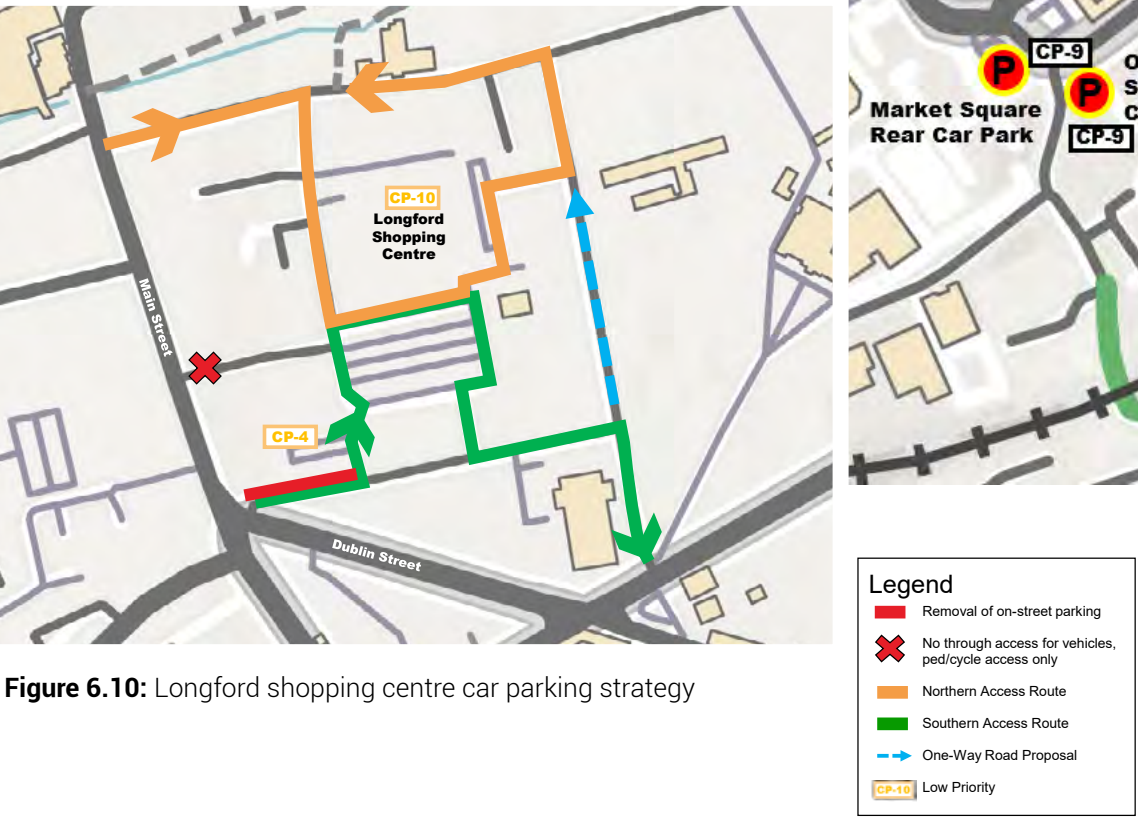 CP-10
Longford
Shopping
Centre
Main Street
CP-4
Dublin Street
P
CP-9
P
CP-9
Market Square
Rear Car Park
O
S
C
Figure 6.10: Longford shopping centre car parking strategy
Legend
Removal of on-street parking
No through access for vehicles,
ped/cycle access only
Northern Access Route
Southern Access Route
One-Way Road Proposal
CP-10 Low Priority